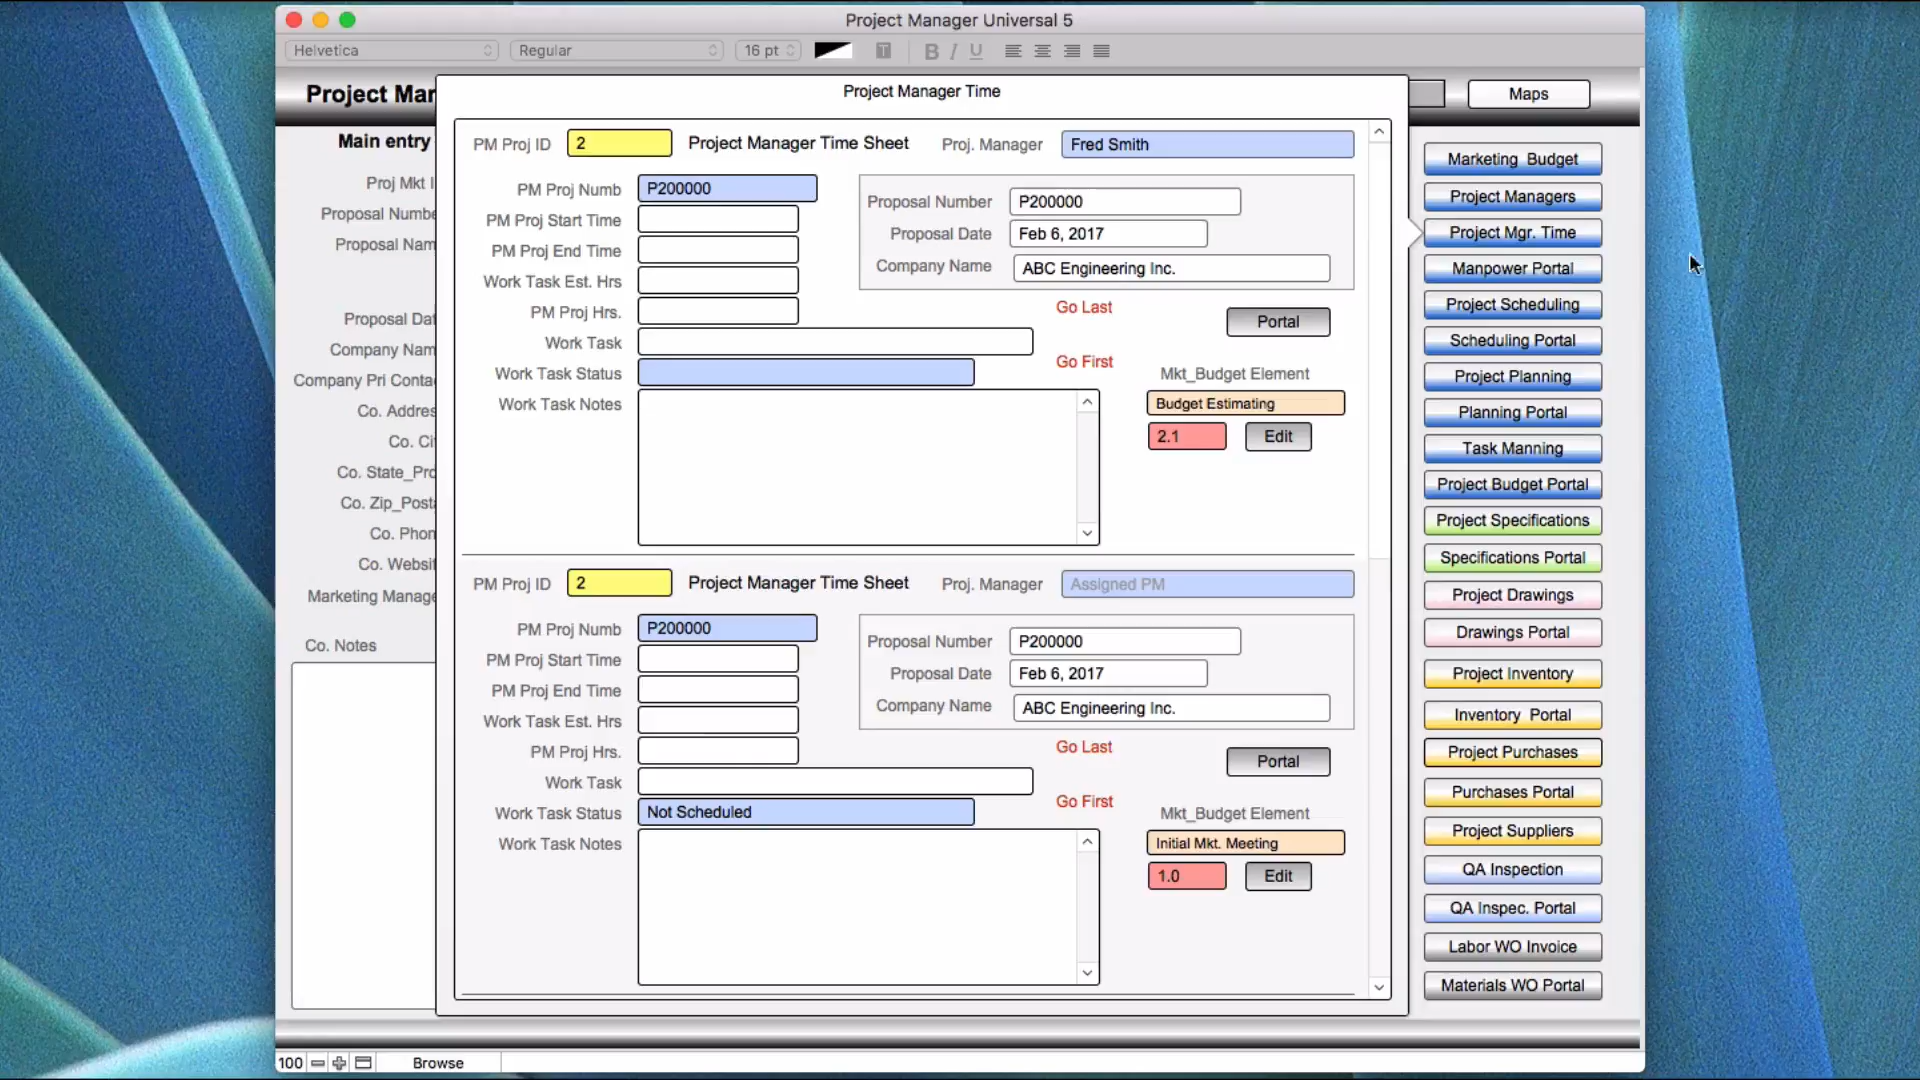 Project Manager Universal 5
Helvetica Regular 16 pt B I U
Project Mar
Maps
Project Manager Time
Main entry
Proj Mkt I
Proposal Numbe
Proposal Nam
Proposal Dat
Company Nam
Company Pri Conta
Co. Addres
Co. Ci
Co. State_Pro
Co. Zip_Posta
Co. Phon
Co. Websit
Marketing Manage
Co. Notes
PM Proj ID 2 Project Manager Time Sheet Proj. Manager Fred Smith
PM Proj Numb P200000
PM Proj Start Time
PM Proj End Time
Work Task Est. Hrs
PM Proj Hrs.
Work Task
Work Task Status
Work Task Notes
Proposal Number P200000
Proposal Date Feb 6, 2017
Company Name ABC Engineering Inc.
Go Last
Portal
Go First
Mkt_Budget Element
Budget Estimating
2.1 Edit
PM Proj ID 2 Project Manager Time Sheet Proj. Manager Assigned PM
PM Proj Numb P200000
PM Proj Start Time
PM Proj End Time
Work Task Est. Hrs
PM Proj Hrs.
Work Task
Work Task Status Not Scheduled
Work Task Notes
Proposal Number P200000
Proposal Date Feb 6, 2017
Company Name ABC Engineering Inc.
Go Last
Portal
Go First
Mkt_Budget Element
Initial Mkt. Meeting
1.0 Edit
Marketing Budget
Project Managers
Project Mgr. Time
Manpower Portal
Project Scheduling
Scheduling Portal
Project Planning
Planning Portal
Task Manning
Project Budget Portal
Project Specifications
Specifications Portal
Project Drawings
Drawings Portal
Project Inventory
Inventory Portal
Project Purchases
Purchases Portal
Project Suppliers
QA Inspection
QA Inspec. Portal
Labor WO Invoice
Materials WO Portal
100 Browse